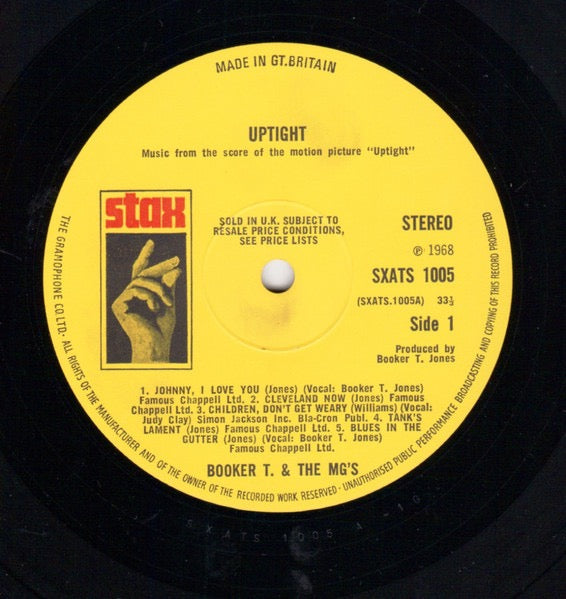 MADE IN GT.BRITAIN
UPTIGHT
Music from the score of the motion picture "Uptight"
stax
SOLD IN U.K. SUBJECT TO
RESALE PRICE CONDITIONS,
SEE PRICE LISTS
STEREO
℗ 1968
SXATS 1005
(SXATS.1005A) 33⅓
Side 1
Produced by
Booker T. Jones
1. JOHNNY, I LOVE YOU (Jones) (Vocal: Booker T. Jones)
Famous Chappell Ltd. 2. CLEVELAND NOW (Jones) Famous
Chappell Ltd. 3. CHILDREN, DON'T GET WEARY (Williams) (Vocal:
Judy Clay) Simon Jackson Inc. Bla-Cron Publ. 4. TANK'S
LAMENT (Jones) Famous Chappell Ltd. 5. BLUES IN THE
GUTTER (Jones) (Vocal: Booker T. Jones)
Famous Chappell Ltd.
BOOKER T. & THE MG'S
THE GRAMOPHONE CO. LTD. · ALL RIGHTS OF THE MANUFACTURER AND OF THE OWNER OF THE RECORDED WORK RESERVED · UNAUTHORISED PUBLIC PERFORMANCE BROADCASTING AND COPYING OF THIS RECORD PROHIBITED
SXATS 1005 A -1G